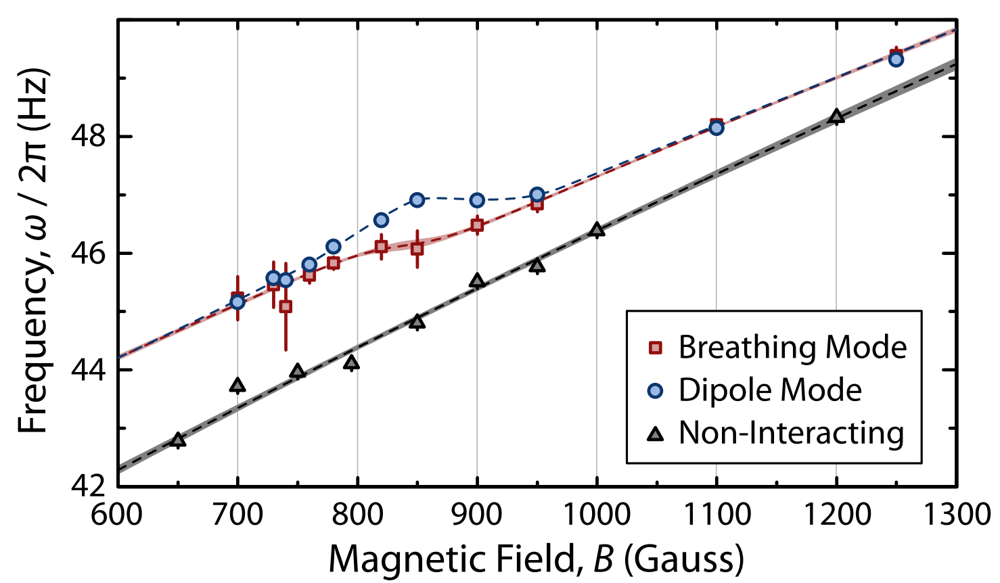 Frequency, ω / 2π (Hz)
48
46
44
42
600 700 800 900 1000 1100 1200 1300
Magnetic Field, B (Gauss)
Breathing Mode
Dipole Mode
Non-Interacting